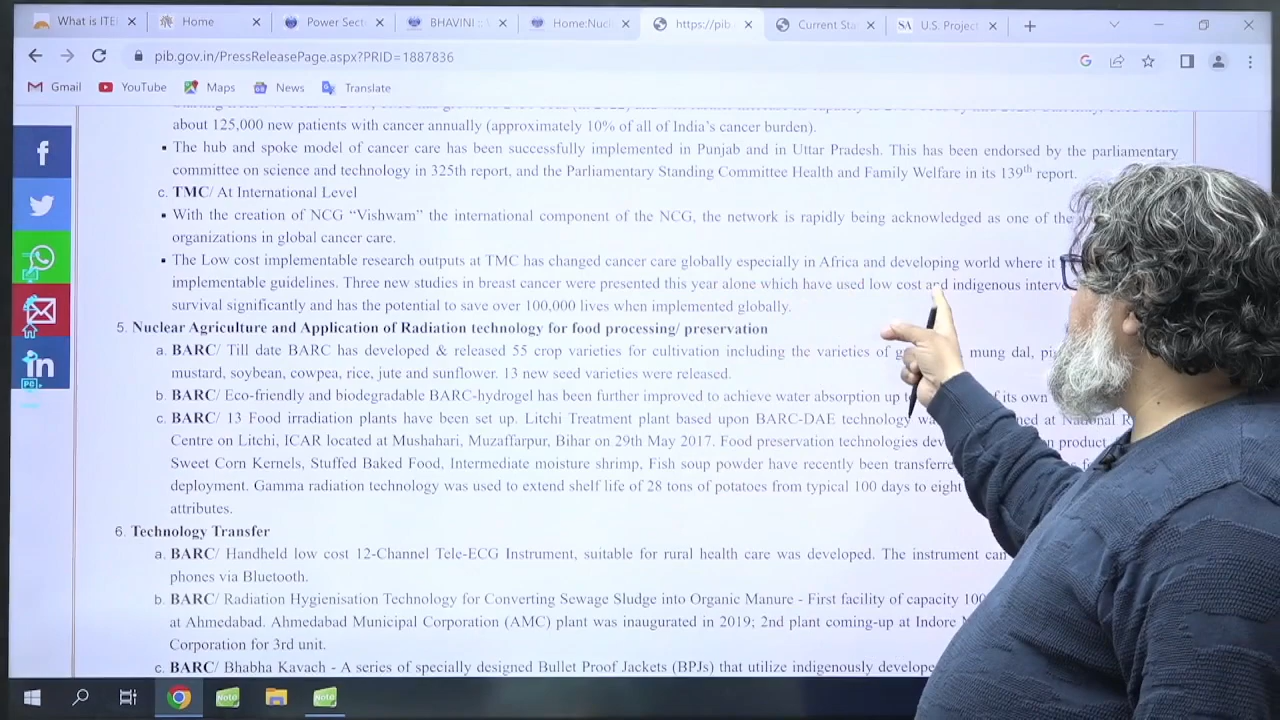 What is ITE
Home
Power Sect
BHAVINI ::
Home:Nucl
https://pib
Current Sta
SA U.S. Project
pib.gov.in/PressReleasePage.aspx?PRID=1887836
Gmail
YouTube
Maps
News
Translate
about 125,000 new patients with cancer annually (approximately 10% of all of India's cancer burden).
The hub and spoke model of cancer care has been successfully implemented in Punjab and in Uttar Pradesh. This has been endorsed by the parliamentary
committee on science and technology in 325th report, and the Parliamentary Standing Committee Health and Family Welfare in its 139th report.
c. TMC/ At International Level
With the creation of NCG “Vishwam” the international component of the NCG, the network is rapidly being acknowledged as one of the
organizations in global cancer care.
The Low cost implementable research outputs at TMC has changed cancer care globally especially in Africa and developing world where it
implementable guidelines. Three new studies in breast cancer were presented this year alone which have used low cost and indigenous interve
survival significantly and has the potential to save over 100,000 lives when implemented globally.
5. Nuclear Agriculture and Application of Radiation technology for food processing/ preservation
a. BARC/ Till date BARC has developed & released 55 crop varieties for cultivation including the varieties of mung dal,
mustard, soybean, cowpea, rice, jute and sunflower. 13 new seed varieties were released.
b. BARC/ Eco-friendly and biodegradable BARC-hydrogel has been further improved to achieve water absorption up of its own
c. BARC/ 13 Food irradiation plants have been set up. Litchi Treatment plant based upon BARC-DAE technology at National
Centre on Litchi, ICAR located at Mushahari, Muzaffarpur, Bihar on 29th May 2017. Food preservation technologies product
Sweet Corn Kernels, Stuffed Baked Food, Intermediate moisture shrimp, Fish soup powder have recently been transferre
deployment. Gamma radiation technology was used to extend shelf life of 28 tons of potatoes from typical 100 days to eight
attributes.
6. Technology Transfer
a. BARC/ Handheld low cost 12-Channel Tele-ECG Instrument, suitable for rural health care was developed. The instrument can
phones via Bluetooth.
b. BARC/ Radiation Hygienisation Technology for Converting Sewage Sludge into Organic Manure - First facility of capacity 100
at Ahmedabad. Ahmedabad Municipal Corporation (AMC) plant was inaugurated in 2019; 2nd plant coming-up at Indore
Corporation for 3rd unit.
c. BARC/ Bhabha Kavach - A series of specially designed Bullet Proof Jackets (BPJs) that utilize indigenously develope